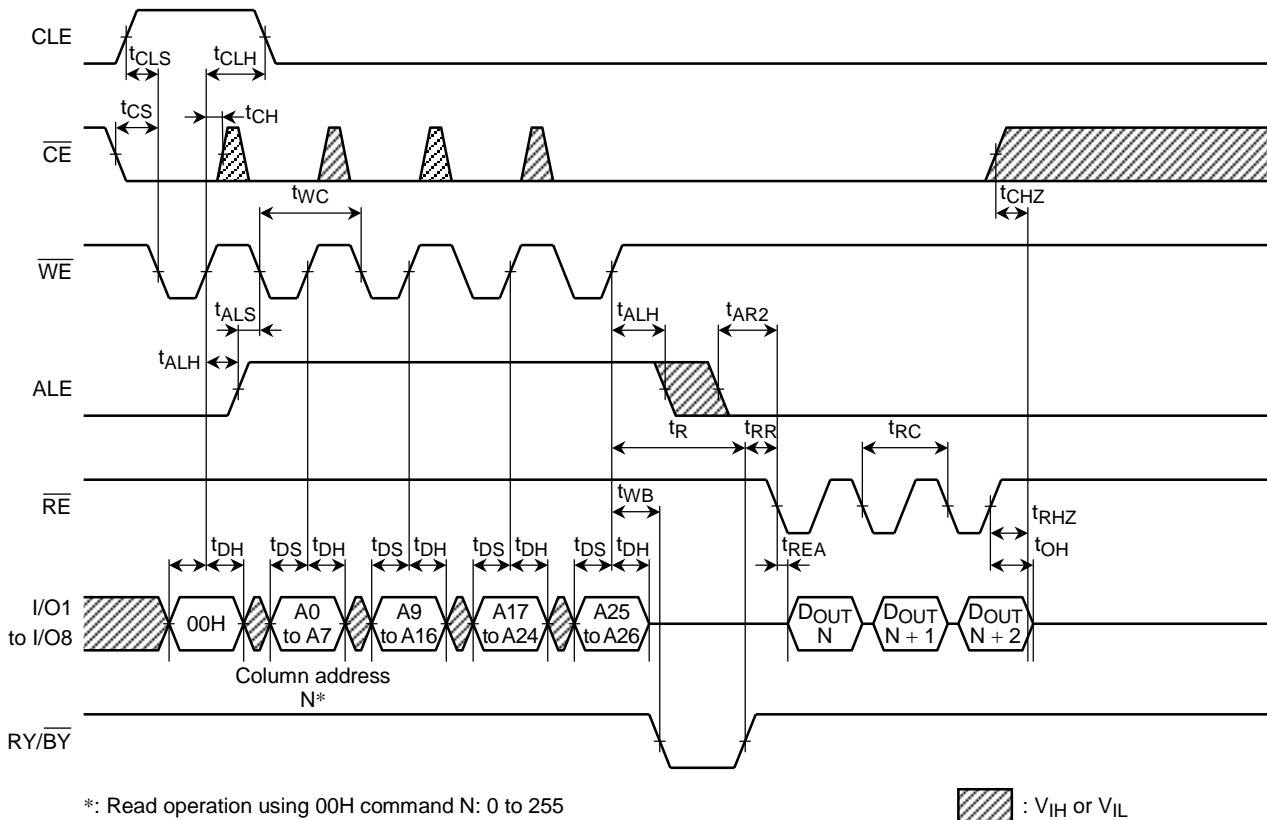 CLE
tCLS
tCLH
tCS
tCH
CE
tWC
tCHZ
WE
tALS
tALH
tAR2
tALH
ALE
tR
tRR
tRC
RE
tWB
tRHZ
tREA
tOH
tDH
tDS
tDH
tDS
tDH
tDS
tDH
tDS
tDH
I/O1
to I/O8
00H
A0
to A7
A9
to A16
A17
to A24
A25
to A26
DOUT
N
DOUT
N + 1
DOUT
N + 2
Column address
N*
RY/BY
*: Read operation using 00H command N: 0 to 255
: VIH or VIL